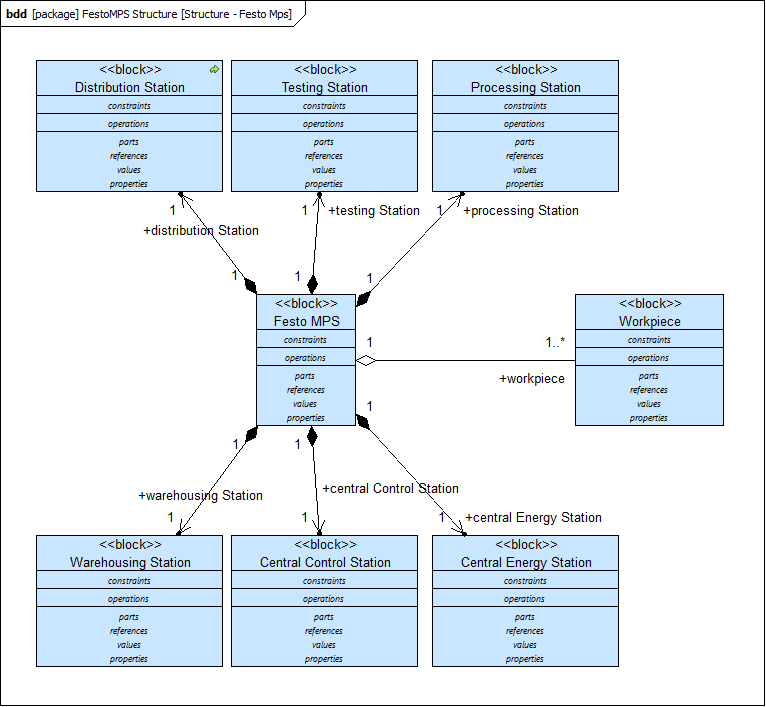 bdd [package] FestoMPS Structure [Structure - Festo Mps]
<<block>>
Distribution Station
constraints
operations
parts
references
values
properties
<<block>>
Testing Station
constraints
operations
parts
references
values
properties
<<block>>
Processing Station
constraints
operations
parts
references
values
properties
1
+distribution Station
1
1
+testing Station
1
1
+processing Station
1
<<block>>
Festo MPS
constraints
operations
parts
references
values
properties
1
1..*
+workpiece
<<block>>
Workpiece
constraints
operations
parts
references
values
properties
1
+warehousing Station
1
1
+central Control Station
1
1
+central Energy Station
1
<<block>>
Warehousing Station
constraints
operations
parts
references
values
properties
<<block>>
Central Control Station
constraints
operations
parts
references
values
properties
<<block>>
Central Energy Station
constraints
operations
parts
references
values
properties